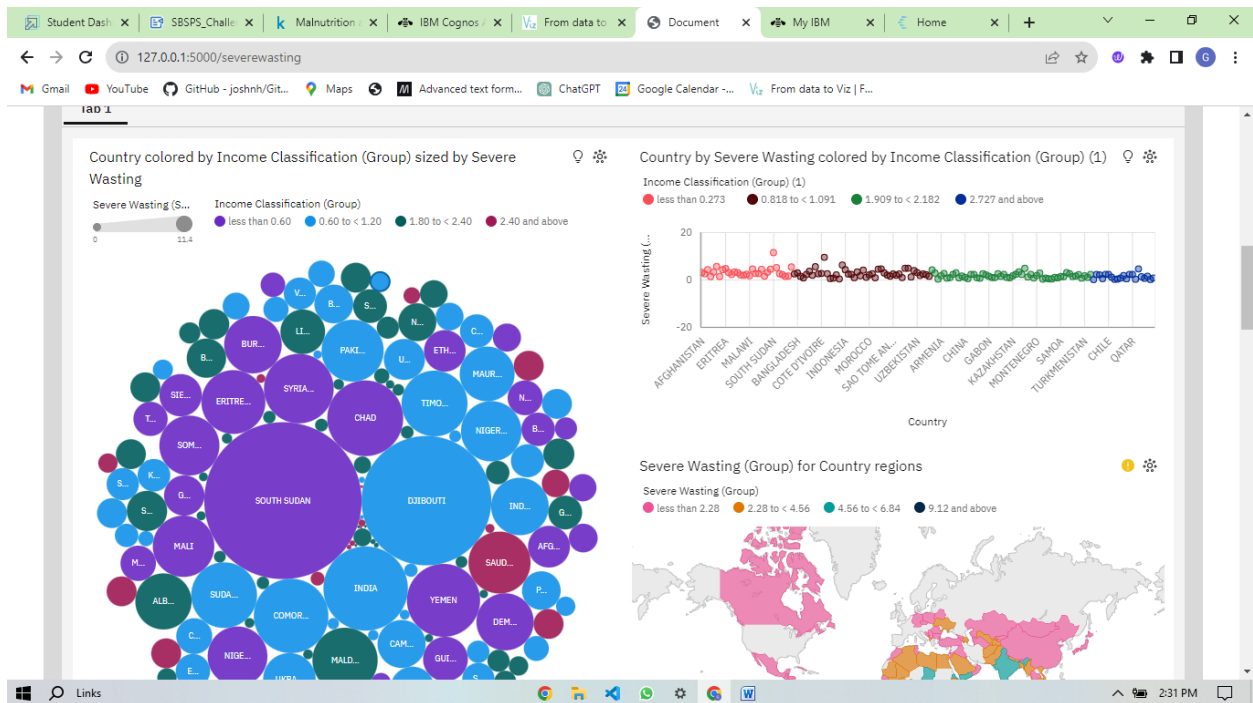 Student Dash
SBSPS_Challe
Malnutrition a
IBM Cognos A
From data to
Document
My IBM
Home
127.0.0.1:5000/severewasting
G
Gmail
YouTube
GitHub - joshnh/Git...
Maps
Advanced text form...
ChatGPT
Google Calendar -...
From data to Viz | F...
Tab 1
Country colored by Income Classification (Group) sized by Severe
Wasting
Severe Wasting (S...
0
11.4
Income Classification (Group)
less than 0.60
0.60 to < 1.20
1.80 to < 2.40
2.40 and above
V...
B...
S...
N...
C...
LI...
BUR...
PAKI...
U...
ETH...
B...
MAUR...
SYRIA...
SIE...
ERITRE...
TIMO...
N...
CHAD
T...
NIGER...
B...
SOM...
K...
S...
G...
SOUTH SUDAN
DJIBOUTI
IND...
S...
G...
MALI
AFG...
M...
SAUD...
INDIA
P...
SUDA...
ALB...
YEMEN
COMOR...
DEM...
C...
CAM...
NIGE...
MALD...
GUI...
E...
UKRA...
S...
Country by Severe Wasting colored by Income Classification (Group) (1)
Income Classification (Group) (1)
less than 0.273
0.818 to < 1.091
1.909 to < 2.182
2.727 and above
Severe Wasting (...
20
0
-20
AFGHANISTAN
ERITREA
MALAWI
SOUTH SUDAN
BANGLADESH
COTE D'IVOIRE
INDONESIA
MOROCCO
SAO TOME AN...
UZBEKISTAN
ARMENIA
CHINA
GABON
KAZAKHSTAN
MONTENEGRO
SAMOA
TURKMENISTAN
CHILE
QATAR
Country
Severe Wasting (Group) for Country regions
Severe Wasting (Group)
less than 2.28
2.28 to < 4.56
4.56 to < 6.84
9.12 and above
Links
2:31 PM